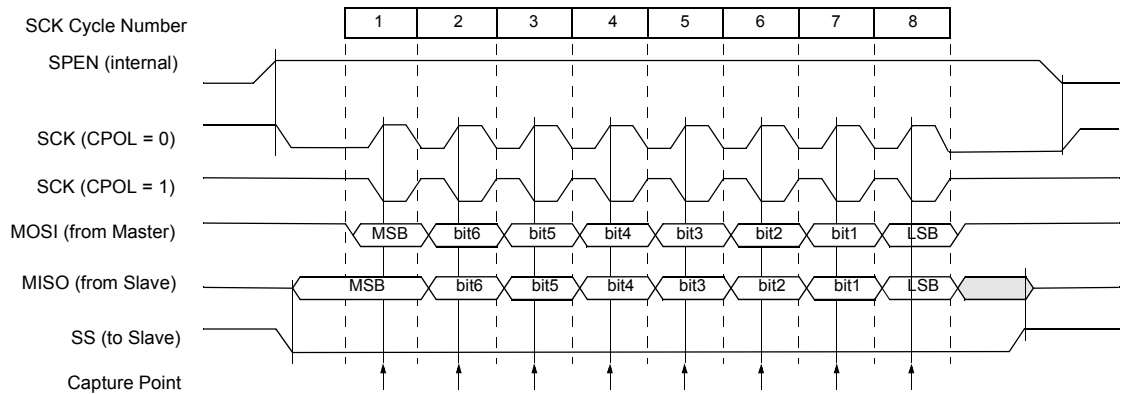 SCK Cycle Number 1 2 3 4 5 6 7 8
SPEN (internal)
SCK (CPOL = 0)
SCK (CPOL = 1)
MOSI (from Master) MSB bit6 bit5 bit4 bit3 bit2 bit1 LSB
MISO (from Slave) MSB bit6 bit5 bit4 bit3 bit2 bit1 LSB
SS (to Slave)
Capture Point